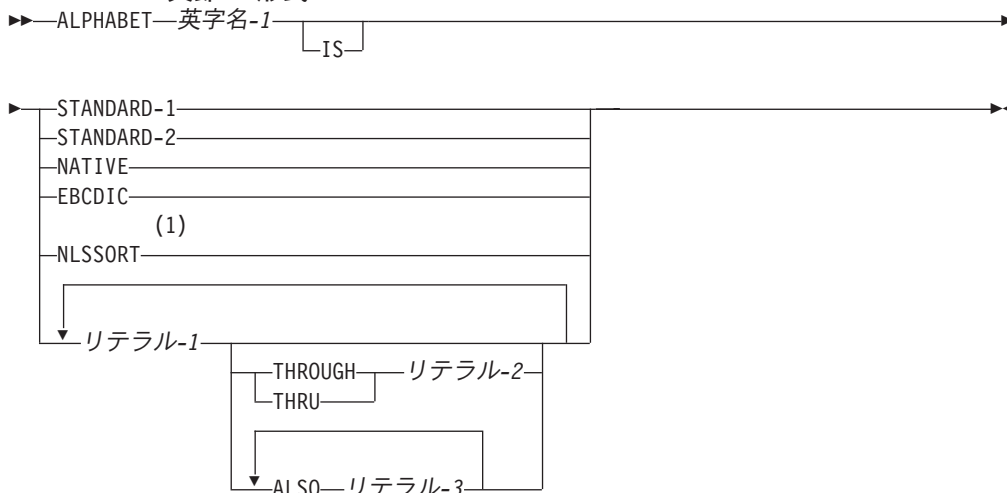 ALPHABET 英字名-1
IS
STANDARD-1
STANDARD-2
NATIVE
EBCDIC
(1)
NLSSORT
リテラル-1
THROUGH リテラル-2
THRU
ALSO リテラル-3